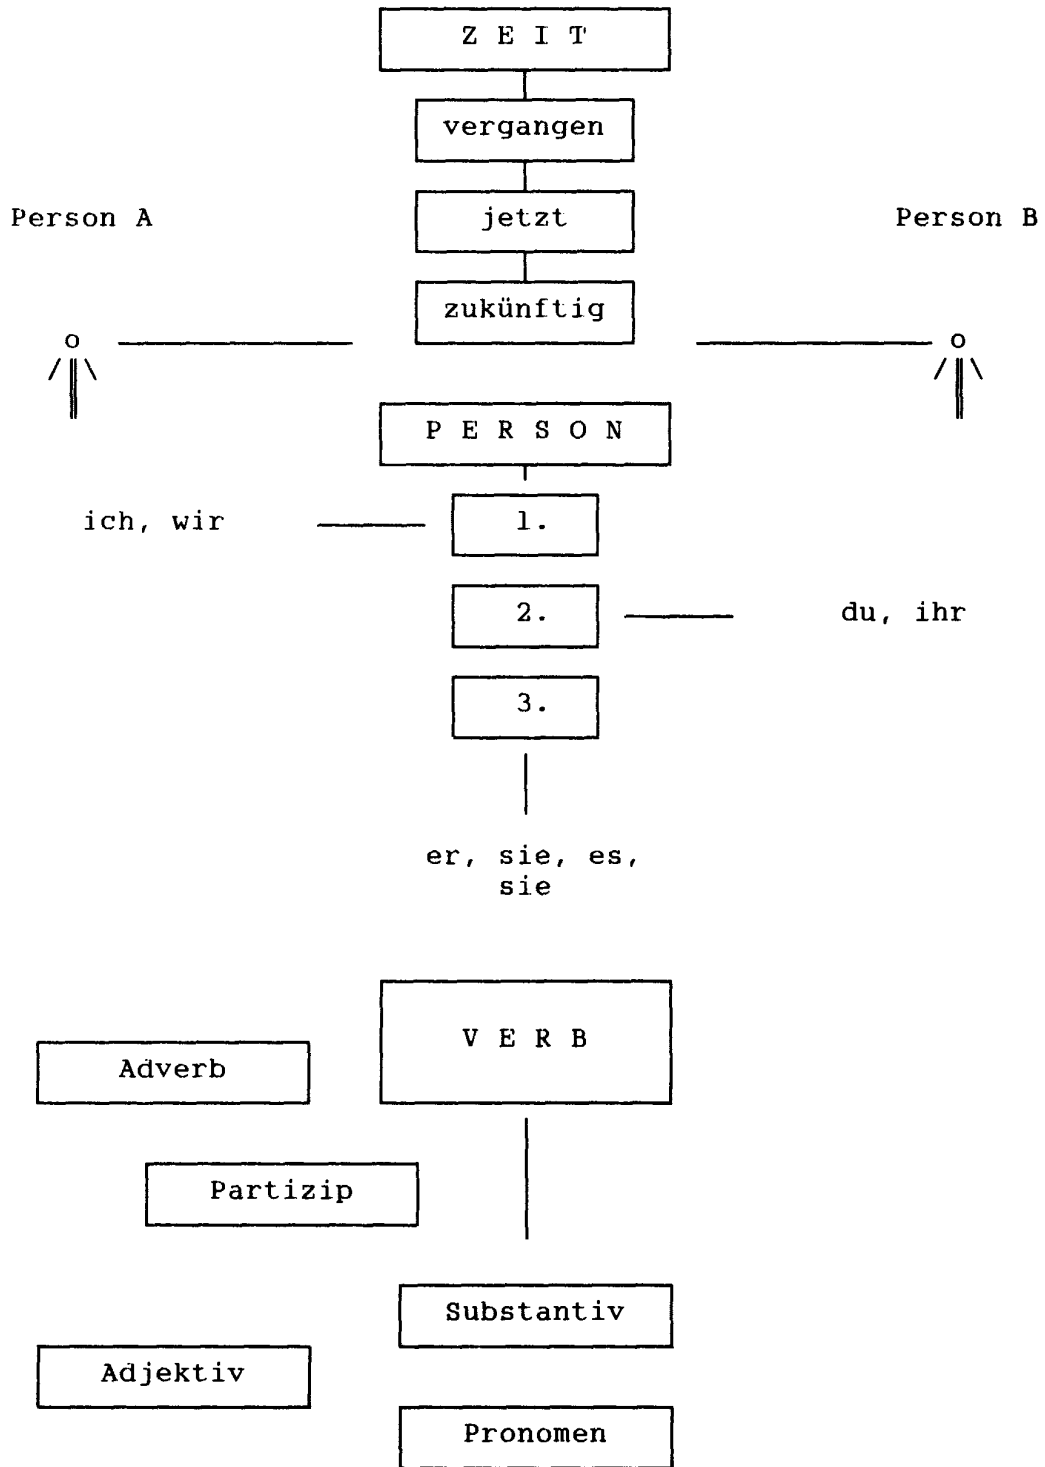 Z E I T
vergangen
Person A jetzt Person B
zukünftig
P E R S O N
ich, wir 1.
2. du, ihr
3.
er, sie, es,
sie
V E R B
Adverb
Partizip
Substantiv
Adjektiv
Pronomen